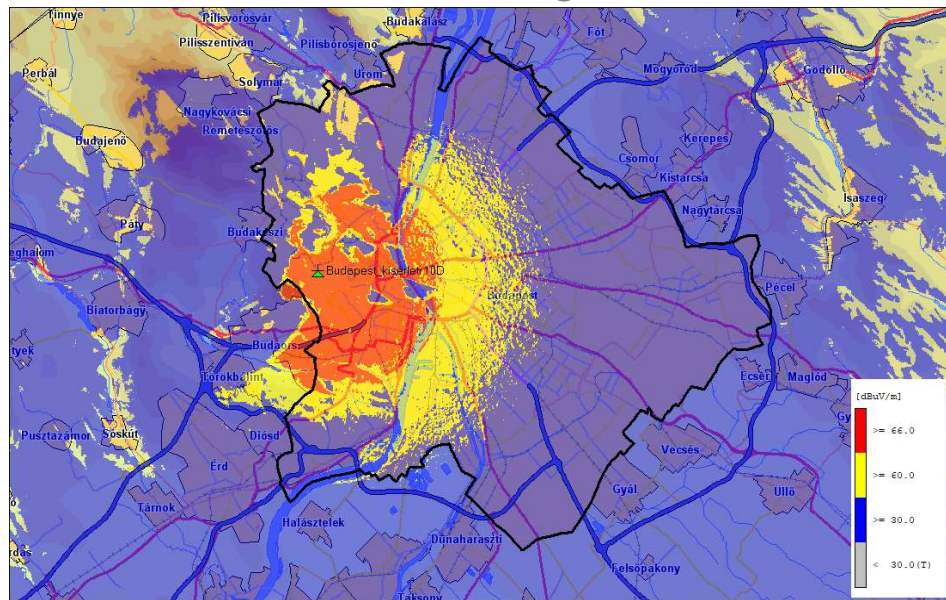 Tinnye
Pilisvörösvár
Budakalász
Fót
Pilisszentiván
Pilisborosjenő
Mogyoród
Gödöllő
Perbál
Solymár
Üröm
Nagykovácsi
Remeteszőlős
Kerepes
Budajenő
Csömör
Kistarcsa
Isaszeg
Páty
Budakeszi
Nagytarcsa
Budapest_kiserleti10D
Pécel
Budapest
Biatorbágy
Budaörs
Törökbálint
Ecser
Maglód
[dBuV/m]
>= 66.0
Pusztazámor
Sóskút
Diósd
Gy
Vecsés
>= 60.0
Érd
Gyál
Üllő
Tárnok
>= 30.0
Halásztelek
Dunaharaszti
Felsőpakony
< 30.0(T)
Taksony